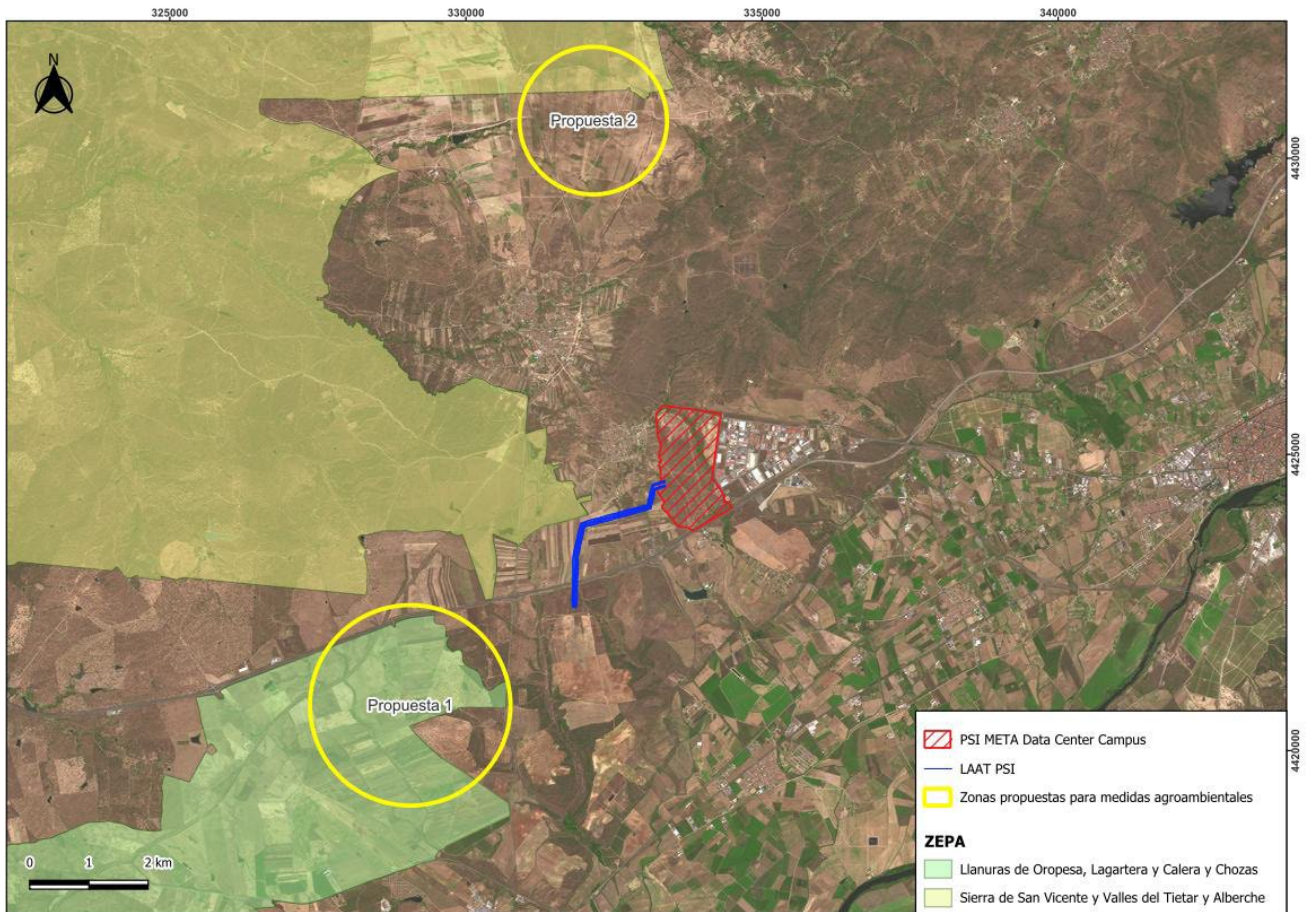 325000
330000
335000
340000
N
Propuesta 2
4430000
4425000
Propuesta 1
4420000
PSI META Data Center Campus
LAAT PSI
Zonas propuestas para medidas agroambientales
ZEPA
Llanuras de Oropesa, Lagartera y Calera y Chozas
Sierra de San Vicente y Valles del Tietar y Alberche
0 1 2 km